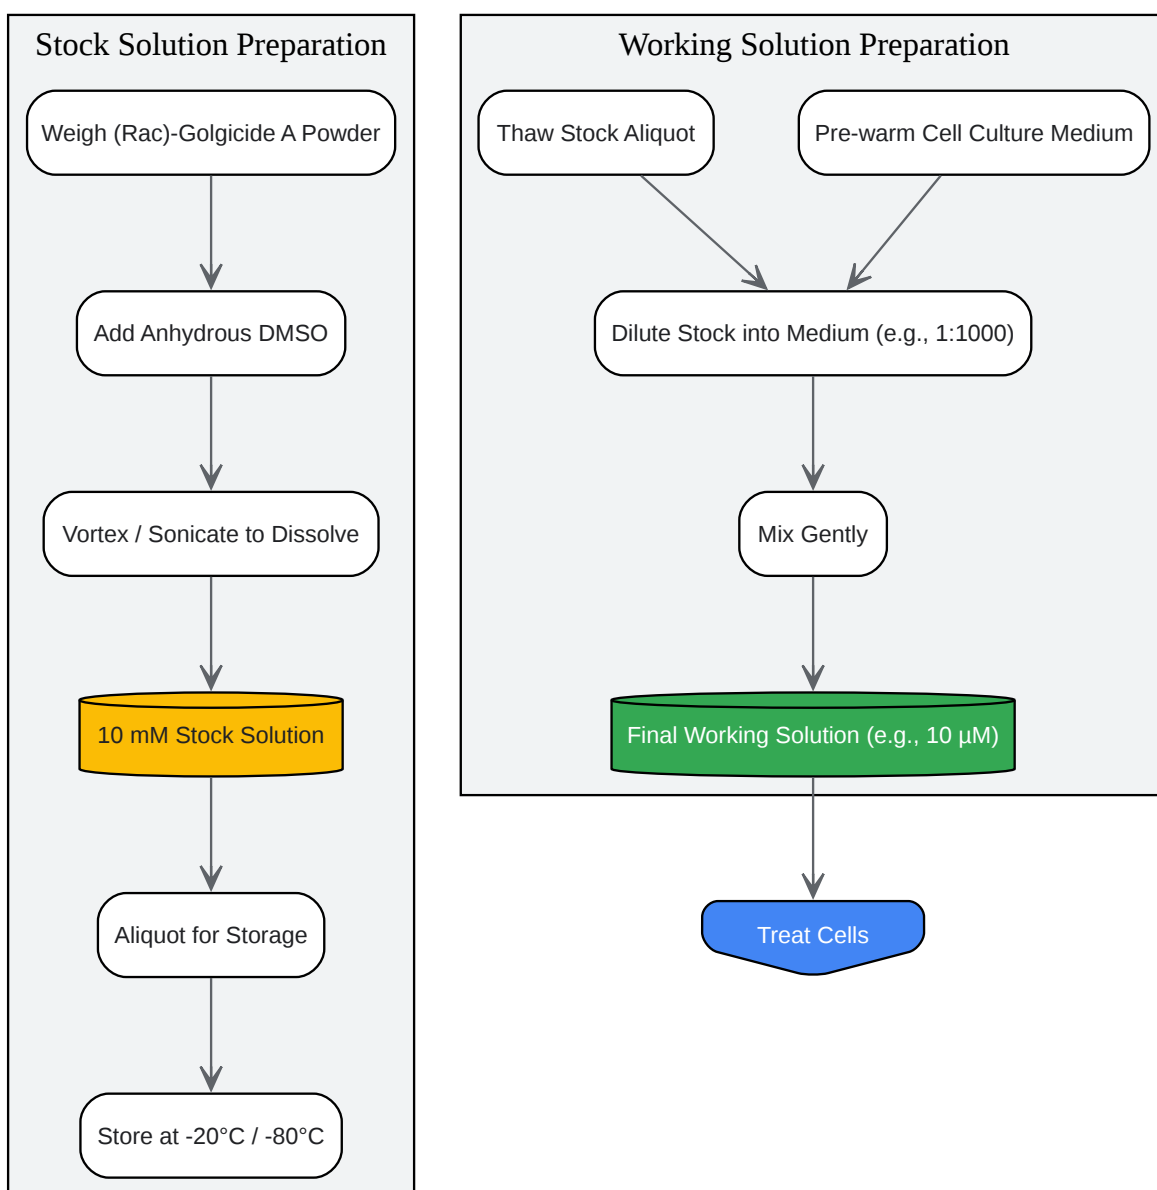 Stock Solution Preparation
Weigh (Rac)-Golgicide A Powder
Add Anhydrous DMSO
Vortex / Sonicate to Dissolve
10 mM Stock Solution
Aliquot for Storage
Store at -20°C / -80°C
Working Solution Preparation
Thaw Stock Aliquot
Pre-warm Cell Culture Medium
Dilute Stock into Medium (e.g., 1:1000)
Mix Gently
Final Working Solution (e.g., 10 µM)
Treat Cells